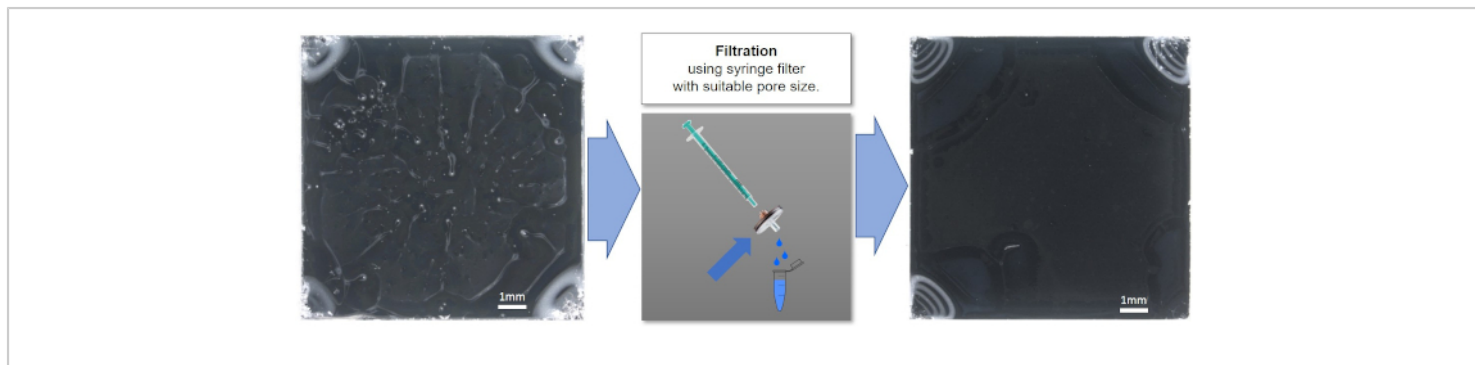 Filtration
using syringe filter
with suitable pore size.
1mm
1mm